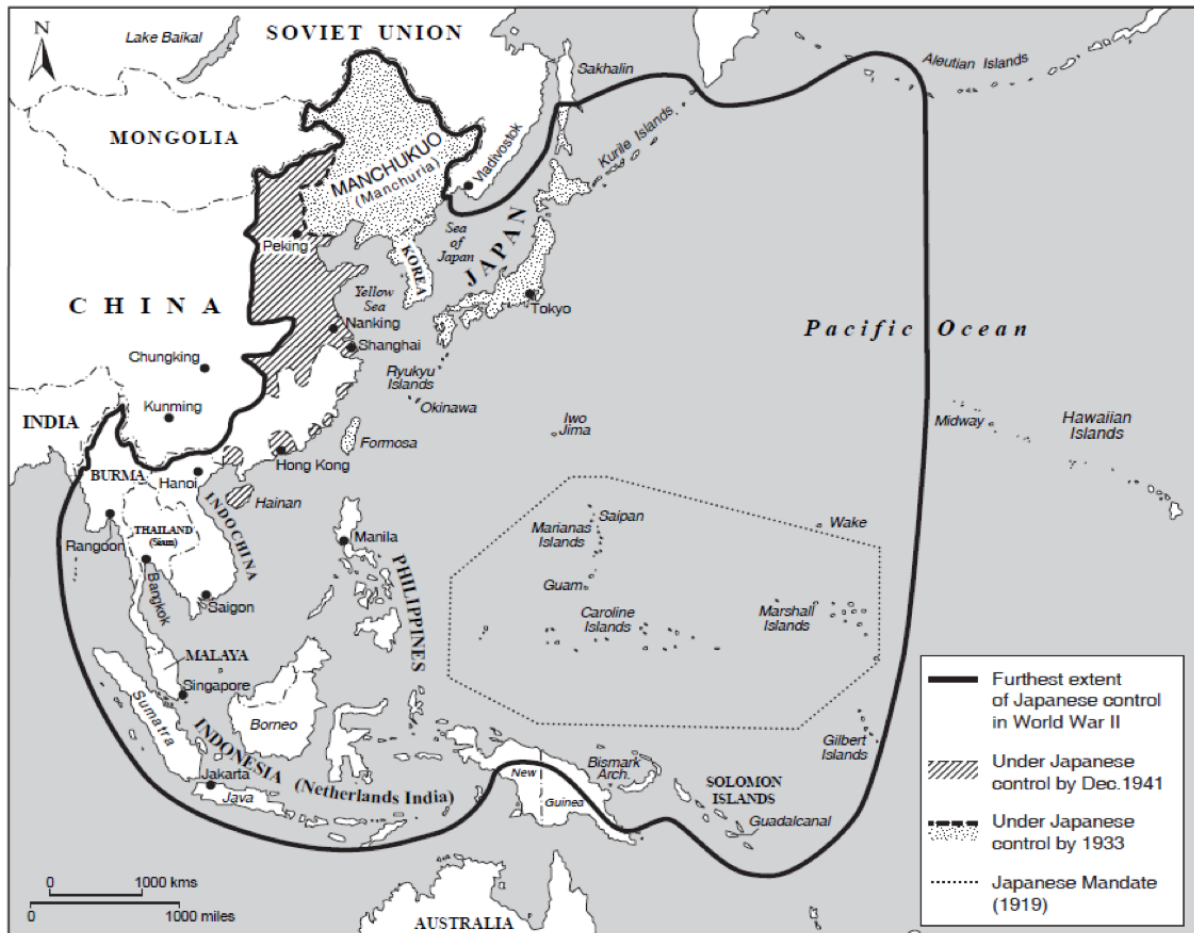 N
Lake Baikal
SOVIET UNION
Aleutian Islands
Sakhalin
MONGOLIA
MANCHUKUO
(Manchuria)
Vladivostok
Kurile Islands
Peking
KOREA
Sea
of
Japan
JAPAN
CHINA
Yellow
Sea
Tokyo
Nanking
Shanghai
Pacific Ocean
Chungking
Ryukyu
Islands
Okinawa
INDIA
Kunming
Iwo
Jima
Midway
Hawaiian
Islands
Formosa
BURMA
Hanoi
Hong Kong
Hainan
INDOCHINA
THAILAND
(Siam)
Rangoon
Bangkok
Saigon
Manila
PHILIPPINES
Saipan
Marianas
Islands
Wake
Guam
Caroline
Islands
Marshall
Islands
MALAYA
Singapore
Sumatra
Borneo
INDONESIA
(Netherlands India)
Jakarta
Java
New
Guinea
Bismark
Arch.
SOLOMON
ISLANDS
Guadalcanal
Gilbert
Islands
AUSTRALIA
0 1000 kms
0 1000 miles
Furthest extent
of Japanese control
in World War II
Under Japanese
control by Dec.1941
Under Japanese
control by 1933
Japanese Mandate
(1919)